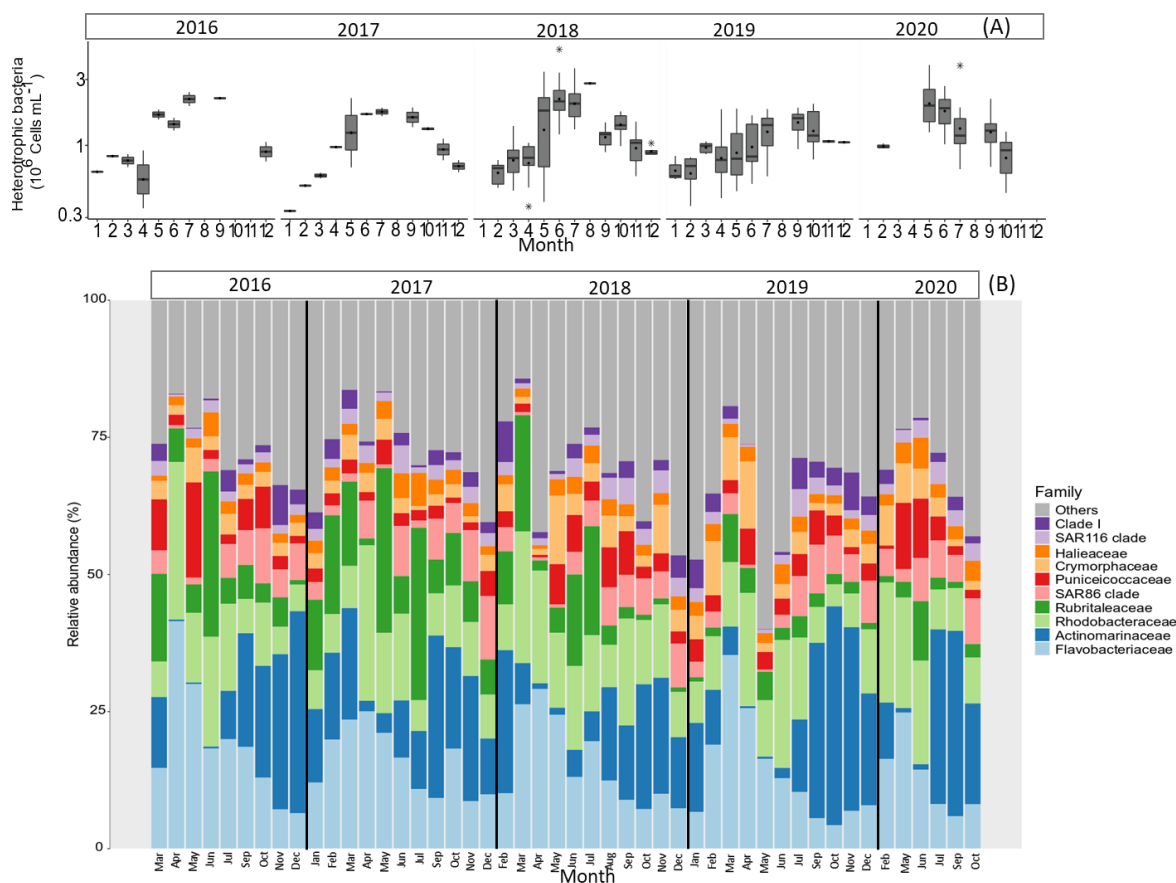 2016 2017 2018 2019 2020 (A)
Heterotrophic bacteria
(10⁶ Cells mL⁻¹)
3
1
0.3
1 2 3 4 5 6 7 8 9 10 11 12 1 2 3 4 5 6 7 8 9 10 11 12 1 2 3 4 5 6 7 8 9 10 11 12 1 2 3 4 5 6 7 8 9 10 11 12 1 2 3 4 5 6 7 8 9 10 11 12
Month
2016 2017 2018 2019 2020 (B)
Relative abundance (%)
100
75
50
25
0
Family
Others
Clade I
SAR116 clade
Halieaceae
Crymorphaceae
Puniceicoccaceae
SAR86 clade
Rubritaleaceae
Rhodobacteraceae
Actinomarinaceae
Flavobacteriaceae
Mar Apr May Jun Jul Sep Oct Nov Dec Jan Feb Mar Apr May Jun Jul Sep Oct Nov Dec Feb Mar Apr May Jun Jul Aug Sep Oct Nov Dec Jan Feb Mar Apr May Jun Jul Sep Oct Nov Dec Feb May Jun Jul Sep Oct
Month